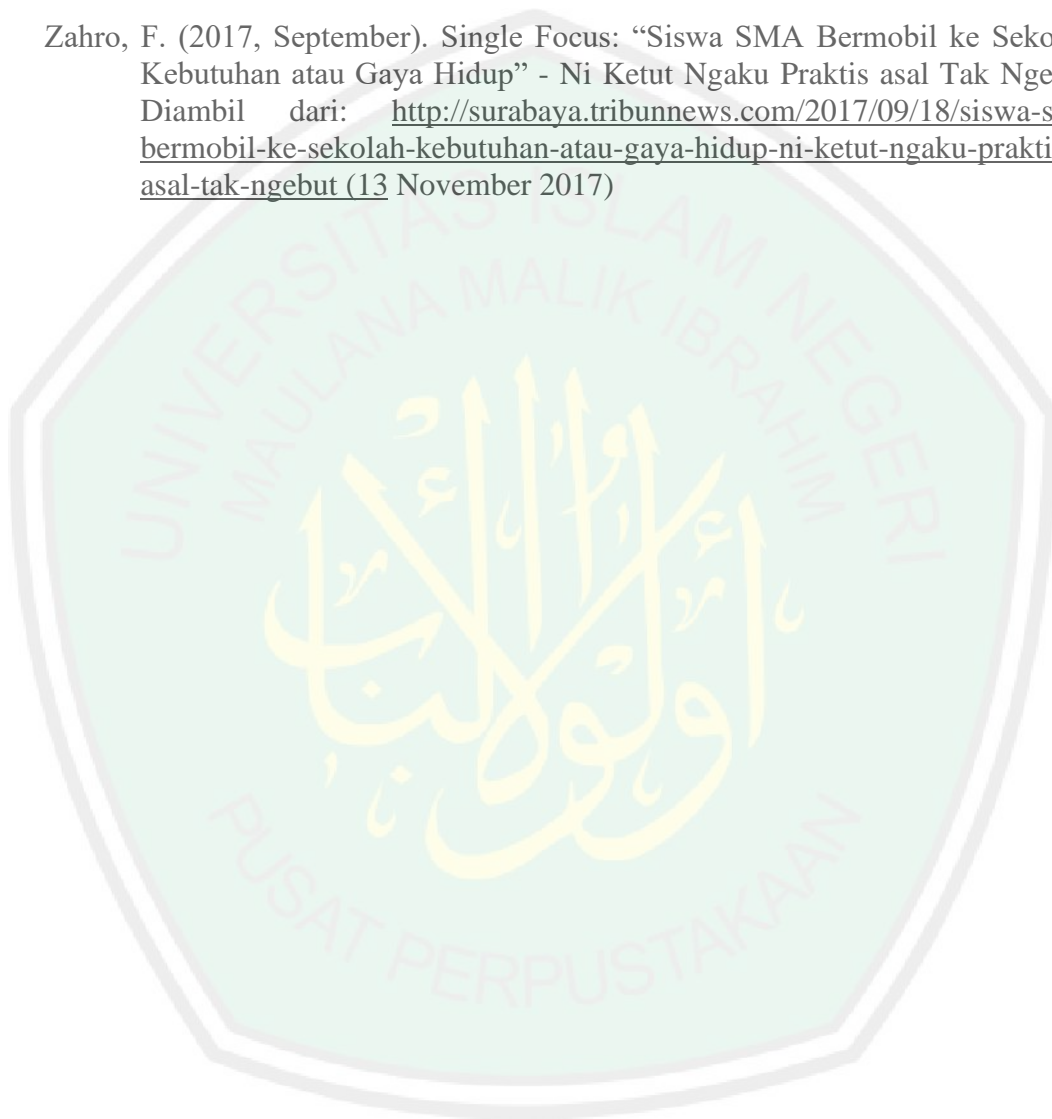 Zahro, F. (2017, September). Single Focus: “Siswa SMA Bermobil ke Seko
Kebutuhan atau Gaya Hidup” - Ni Ketut Ngaku Praktis asal Tak Nge
Diambil dari: http://surabaya.tribunnews.com/2017/09/18/siswa-s
bermobil-ke-sekolah-kebutuhan-atau-gaya-hidup-ni-ketut-ngaku-prakti
asal-tak-ngebut (13 November 2017)
UNIVERSITAS ISLAM NEGERI
MAULANA MALIK IBRAHIM
أولوا الألباب
PUSAT PERPUSTAKAAN